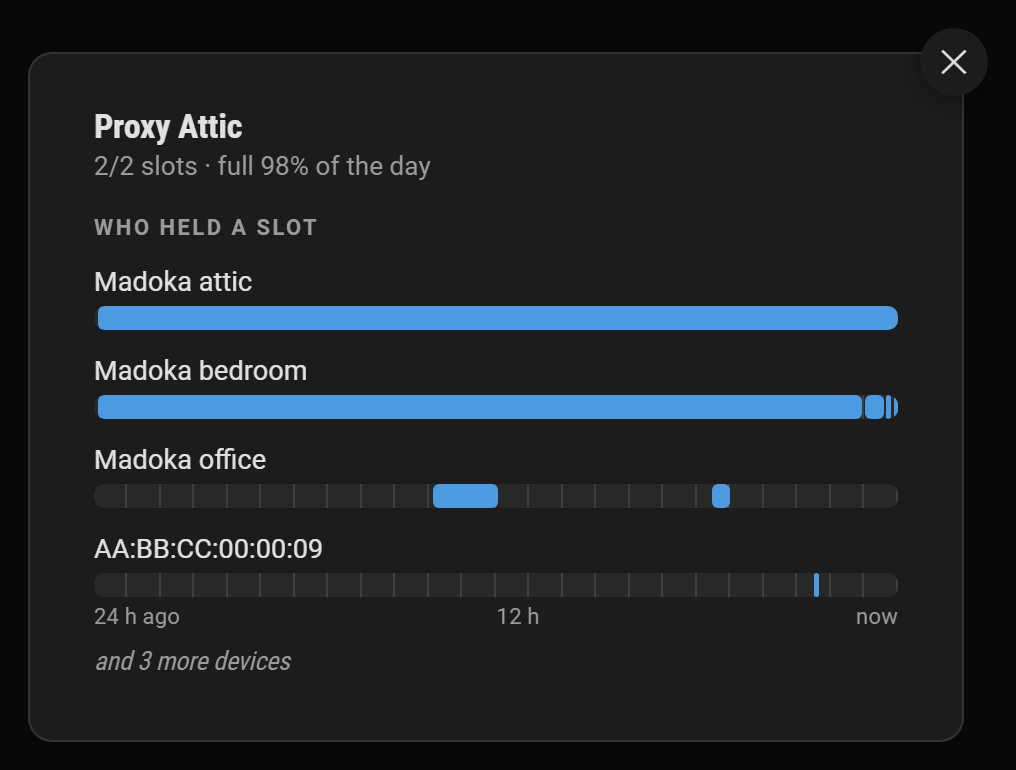 Proxy Attic
2/2 slots · full 98% of the day
WHO HELD A SLOT
Madoka attic
Madoka bedroom
Madoka office
AA:BB:CC:00:00:09
24 h ago
12 h
now
and 3 more devices